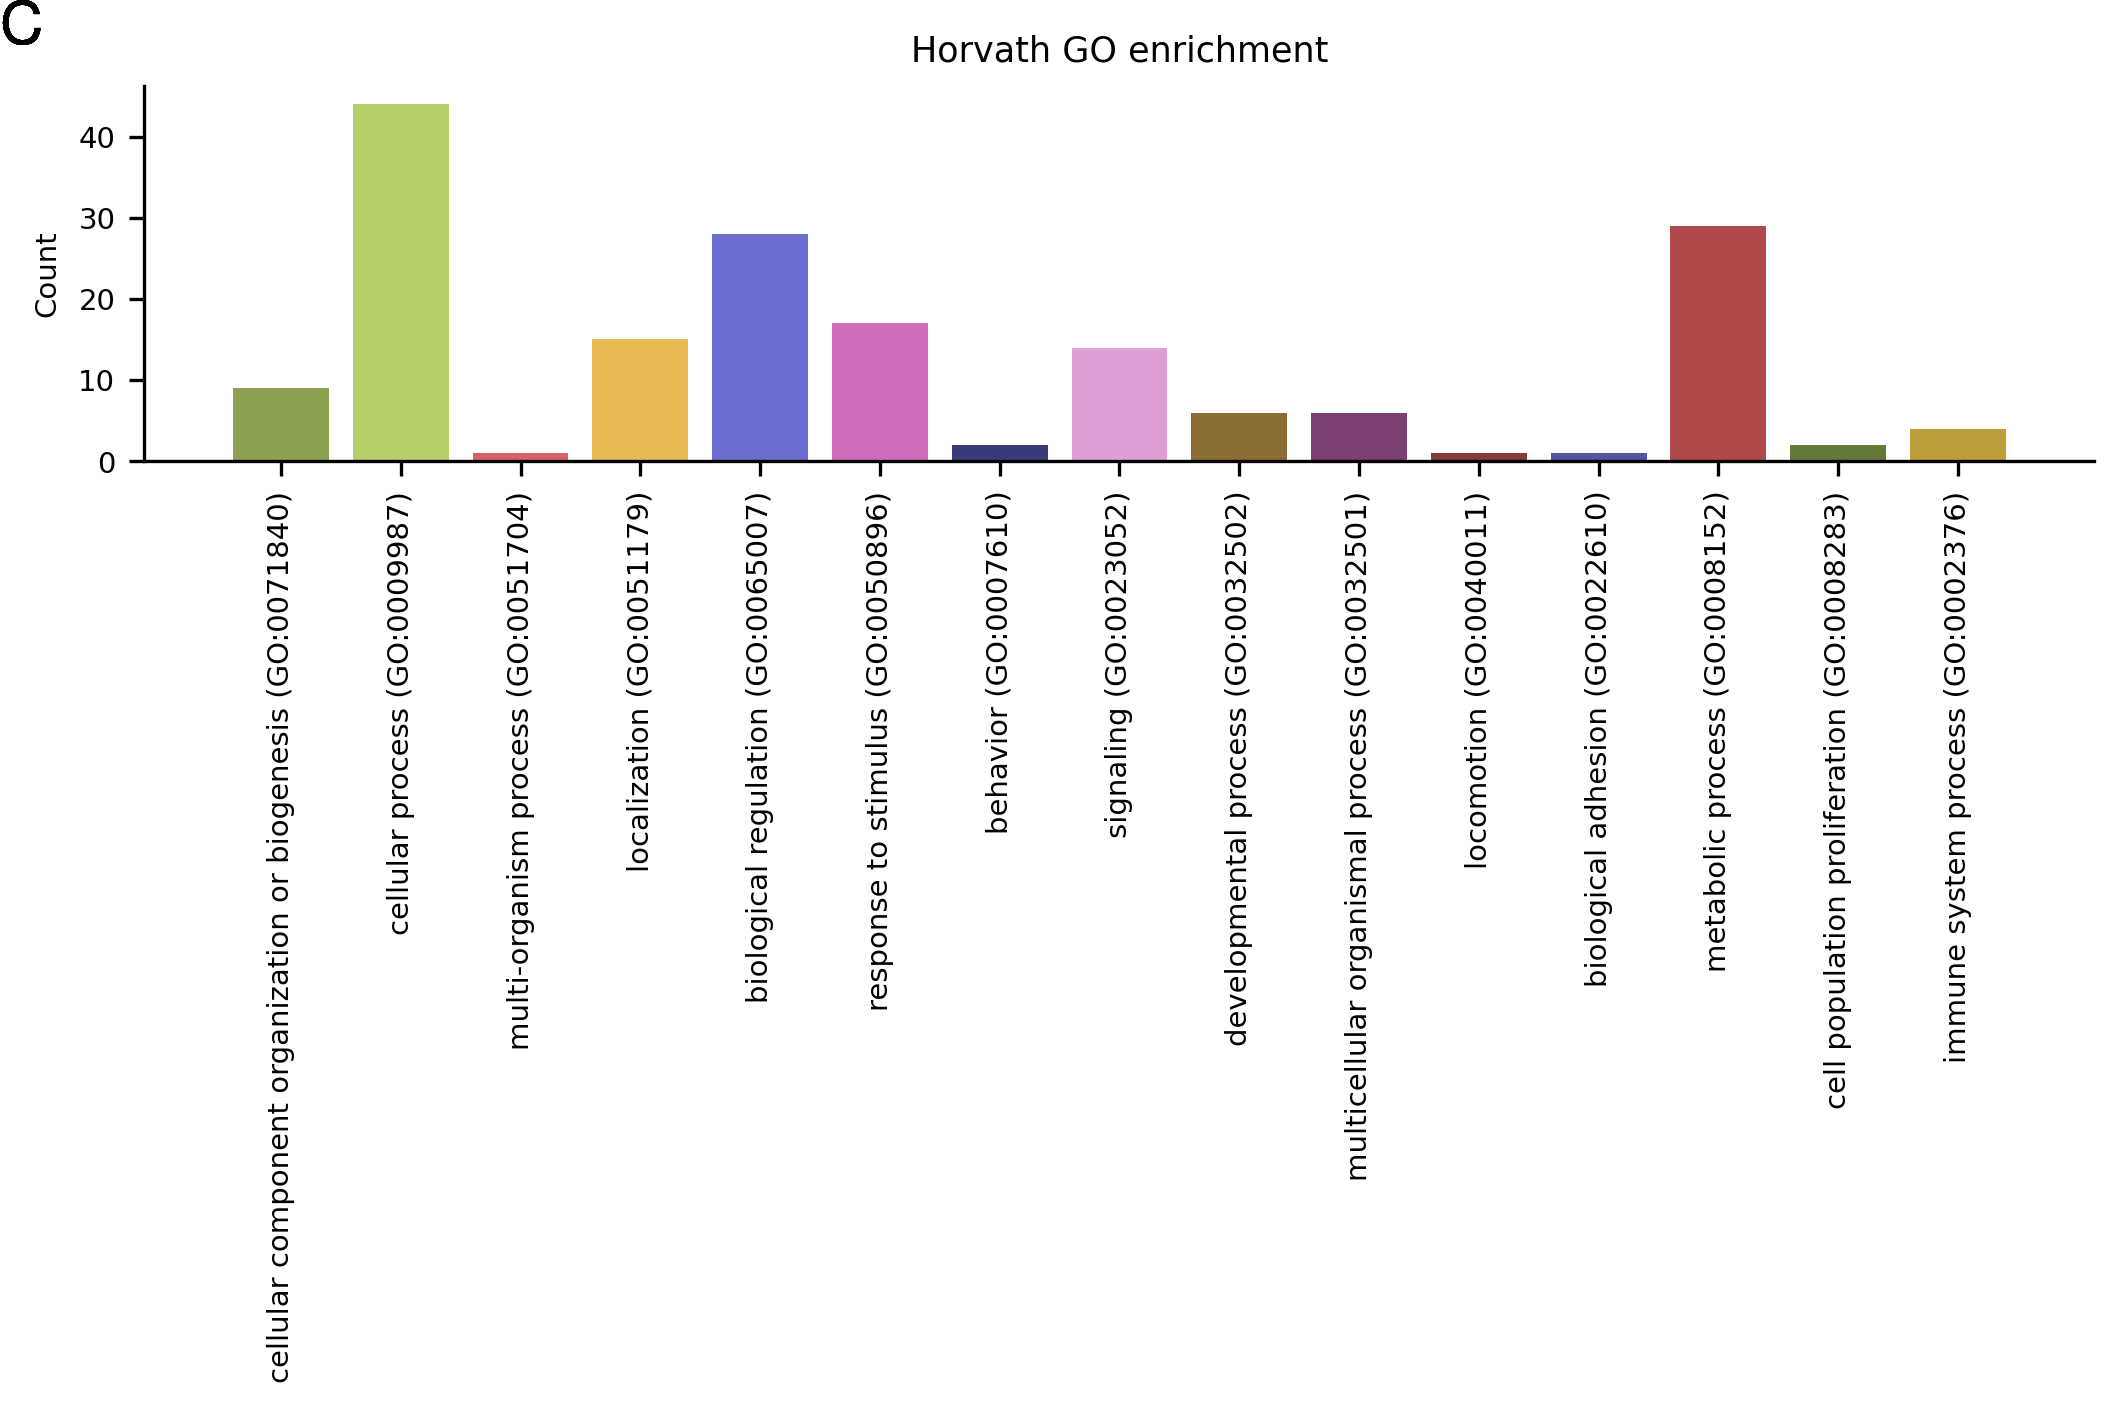 C
Horvath GO enrichment
Count
40
30
20
10
0
cellular component organization or biogenesis (GO:0071840)
cellular process (GO:0009987)
multi-organism process (GO:0051704)
localization (GO:0051179)
biological regulation (GO:0065007)
response to stimulus (GO:0050896)
behavior (GO:0007610)
signaling (GO:0023052)
developmental process (GO:0032502)
multicellular organismal process (GO:0032501)
locomotion (GO:0040011)
biological adhesion (GO:0022610)
metabolic process (GO:0008152)
cell population proliferation (GO:0008283)
immune system process (GO:0002376)